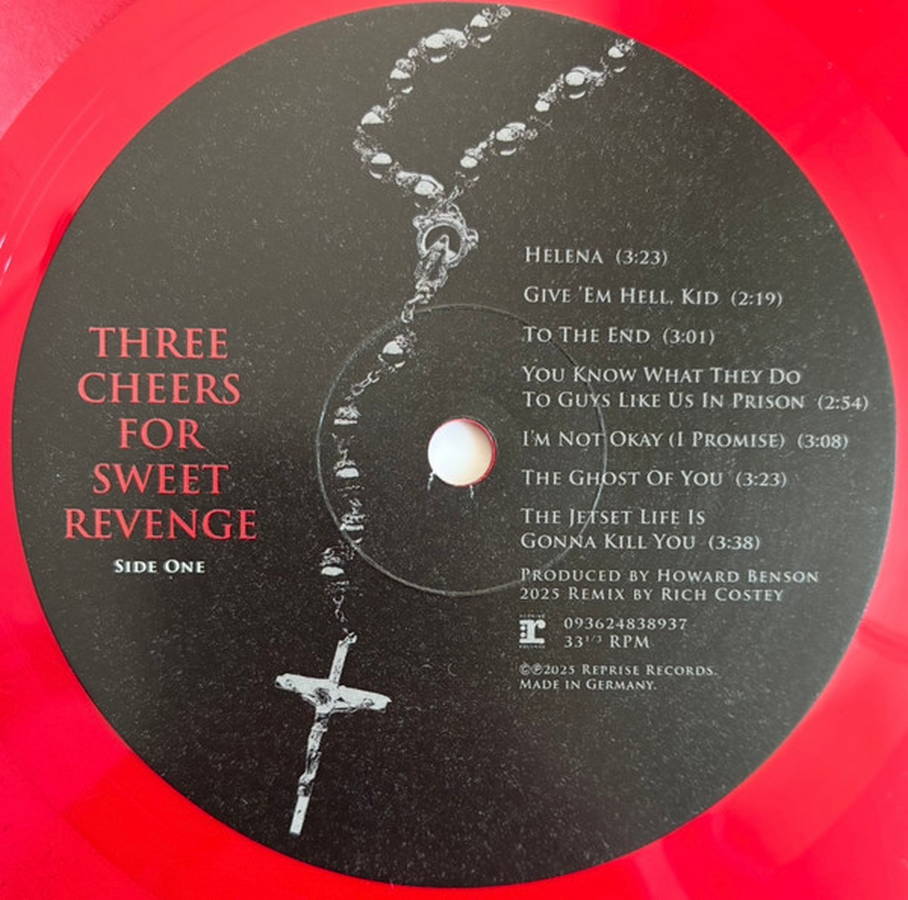 THREE
CHEERS
FOR
SWEET
REVENGE
SIDE ONE
HELENA (3:23)
GIVE 'EM HELL, KID (2:19)
TO THE END (3:01)
YOU KNOW WHAT THEY DO
TO GUYS LIKE US IN PRISON (2:54)
I'M NOT OKAY (I PROMISE) (3:08)
THE GHOST OF YOU (3:23)
THE JETSET LIFE IS
GONNA KILL YOU (3:38)
PRODUCED BY HOWARD BENSON
2025 REMIX BY RICH COSTEY
REPRISE
r
RECORDS
093624838937
33 1/3 RPM
©℗2025 REPRISE RECORDS.
MADE IN GERMANY.